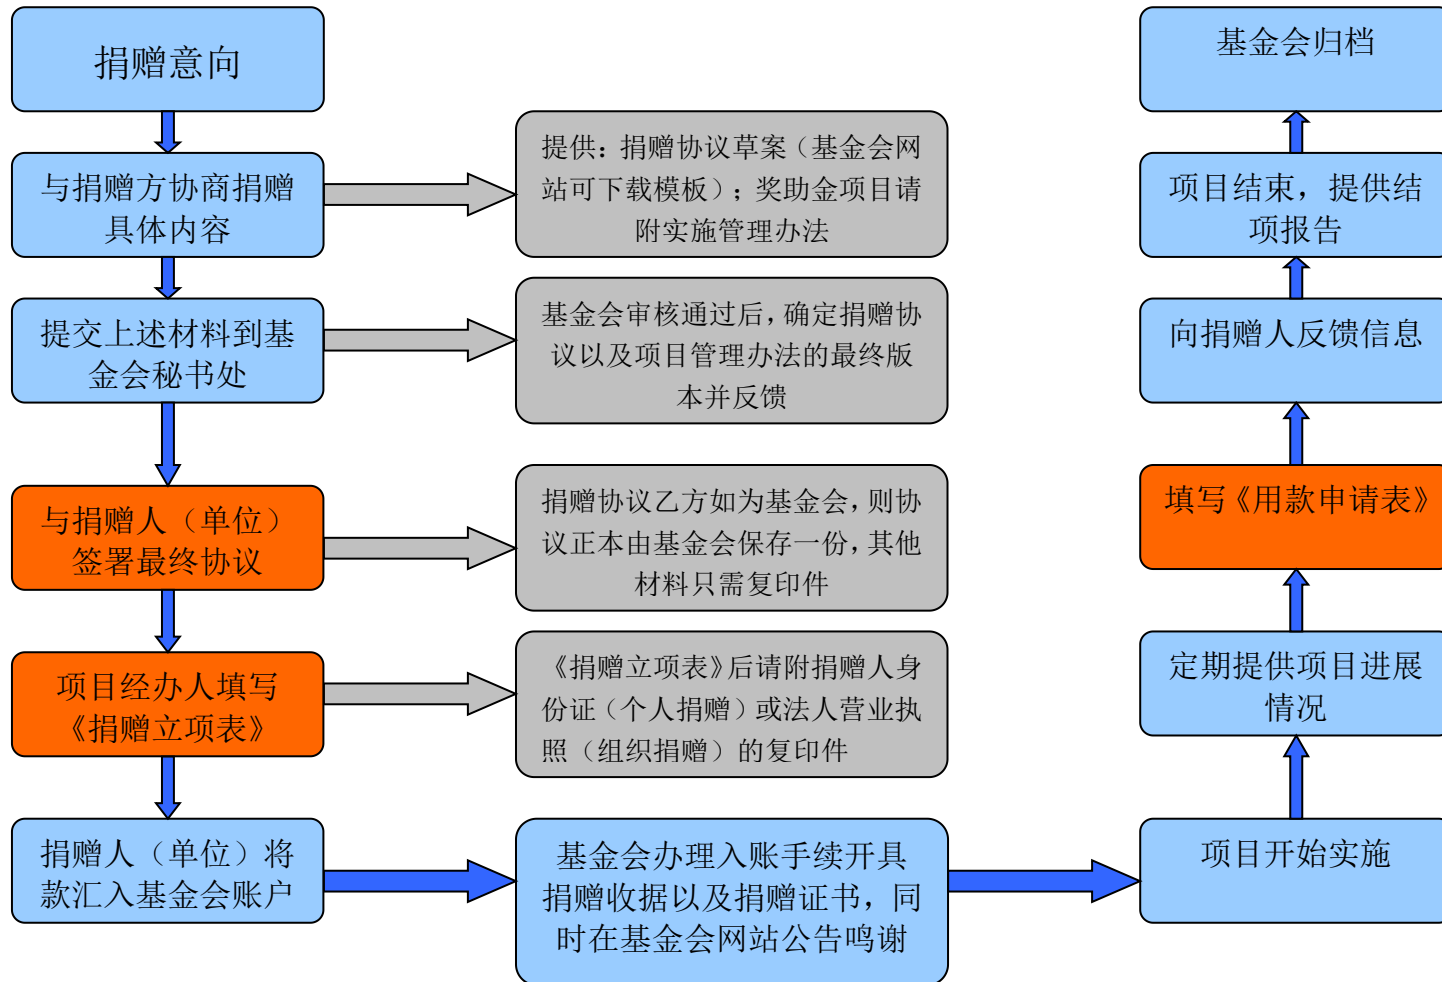 捐赠意向
与捐赠方协商捐赠
具体内容
提供：捐赠协议草案（基金会网
站可下载模板）；奖助金项目请
附实施管理办法
提交上述材料到基
金会秘书处
基金会审核通过后，确定捐赠协
议以及项目管理办法的最终版
本并反馈
与捐赠人（单位）
签署最终协议
捐赠协议乙方如为基金会，则协
议正本由基金会保存一份，其他
材料只需复印件
项目经办人填写
《捐赠立项表》
《捐赠立项表》后请附捐赠人身
份证（个人捐赠）或法人营业执
照（组织捐赠）的复印件
捐赠人（单位）将
款汇入基金会账户
基金会办理入账手续开具
捐赠收据以及捐赠证书，同
时在基金会网站公告鸣谢
项目开始实施
定期提供项目进展
情况
填写《用款申请表》
向捐赠人反馈信息
项目结束，提供结
项报告
基金会归档